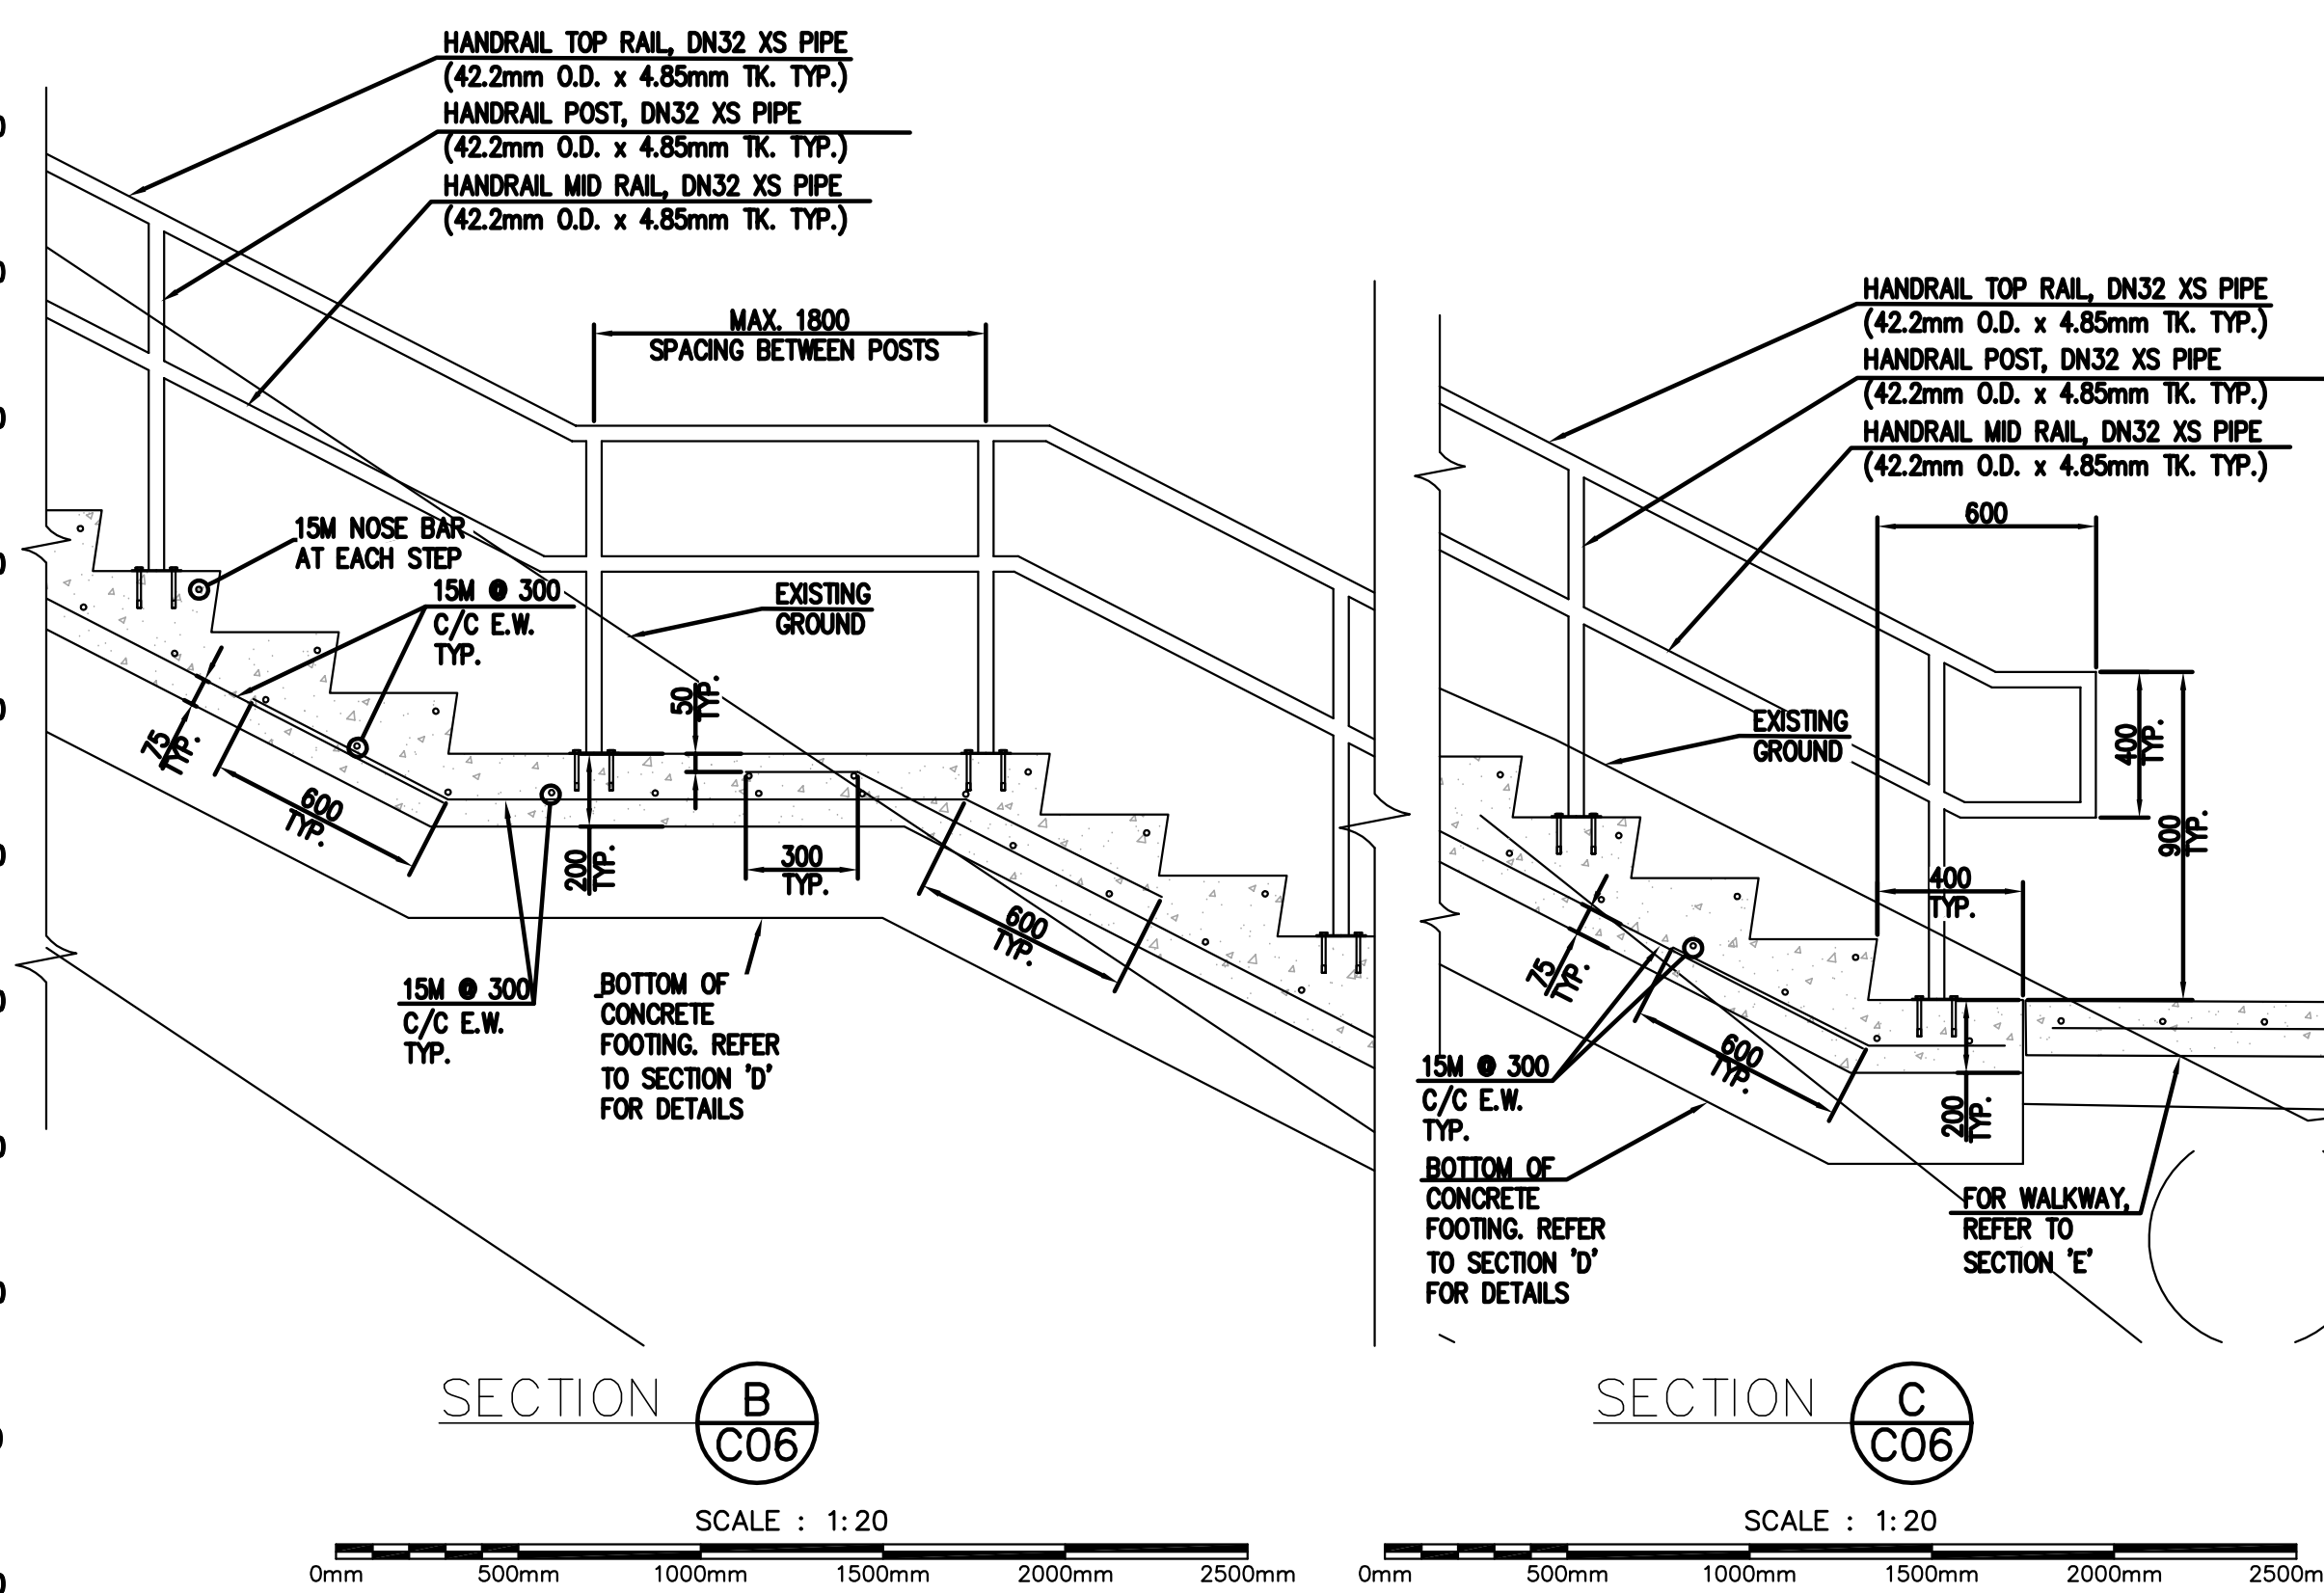 HANDRAIL TOP RAIL, DN32 XS PIPE
(42.2mm O.D. x 4.85mm TK. TYP.)
HANDRAIL POST, DN32 XS PIPE
(42.2mm O.D. x 4.85mm TK. TYP.)
HANDRAIL MID RAIL, DN32 XS PIPE
(42.2mm O.D. x 4.85mm TK. TYP.)
MAX. 1800
SPACING BETWEEN POSTS
15M NOSE BAR
AT EACH STEP
15M @ 300
C/C E.W.
TYP.
EXISTING
GROUND
50
TYP.
75
TYP.
600
TYP.
200
TYP.
300
TYP.
600
TYP.
15M @ 300
C/C E.W.
TYP.
BOTTOM OF
CONCRETE
FOOTING. REFER
TO SECTION 'D'
FOR DETAILS
SECTION B
C06
SCALE : 1:20
0mm 500mm 1000mm 1500mm 2000mm 2500mm
HANDRAIL TOP RAIL, DN32 XS PIPE
(42.2mm O.D. x 4.85mm TK. TYP.)
HANDRAIL POST, DN32 XS PIPE
(42.2mm O.D. x 4.85mm TK. TYP.)
HANDRAIL MID RAIL, DN32 XS PIPE
(42.2mm O.D. x 4.85mm TK. TYP.)
600
EXISTING
GROUND
400
TYP.
900
TYP.
400
TYP.
75
TYP.
600
TYP.
200
TYP.
15M @ 300
C/C E.W.
TYP.
BOTTOM OF
CONCRETE
FOOTING. REFER
TO SECTION 'D'
FOR DETAILS
FOR WALKWAY,
REFER TO
SECTION 'E'
SECTION C
C06
SCALE : 1:20
0mm 500mm 1000mm 1500mm 2000mm 2500m